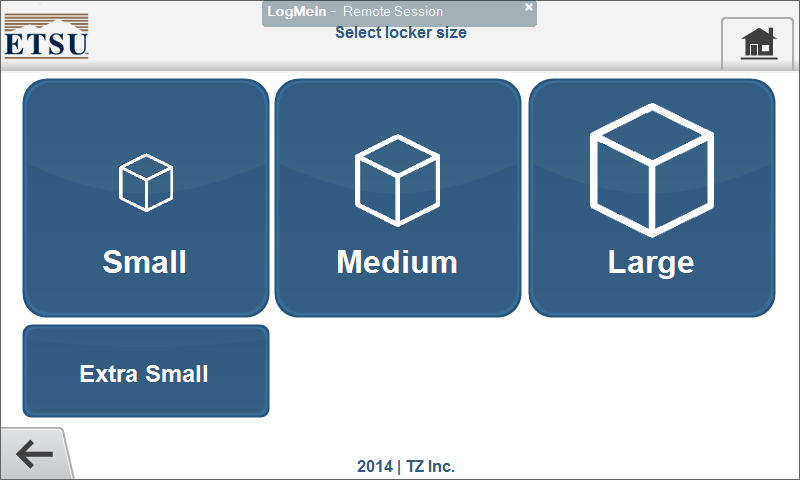 LogMeIn - Remote Session
ETSU
Select locker size
Small
Medium
Large
Extra Small
2014 | TZ Inc.